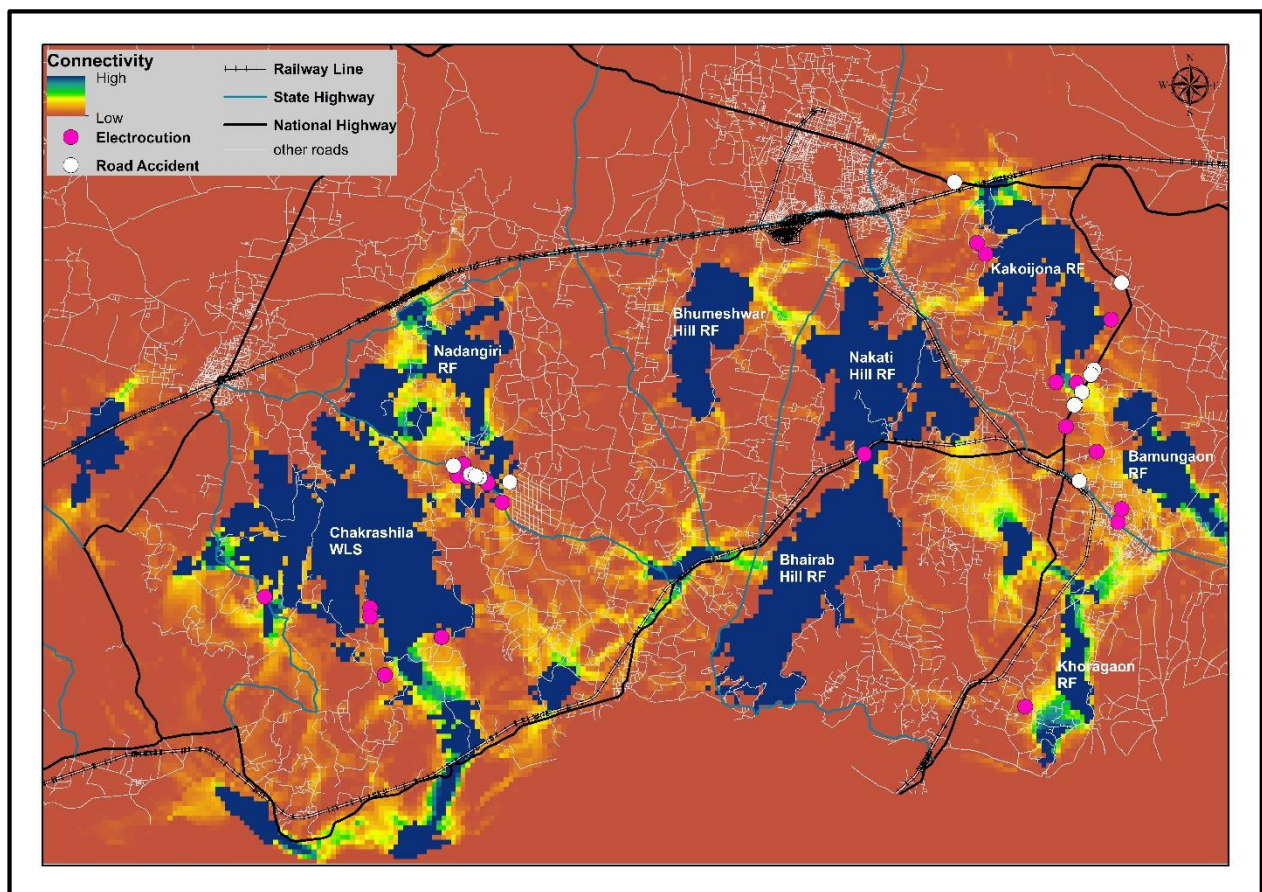 Connectivity
High
Low
Electrocution
Road Accident
Railway Line
State Highway
National Highway
other roads
N
W
E
S
Kakoijona RF
Bhumeshwar
Hill RF
Nadangiri
RF
Nakati
Hill RF
Bamungaon
RF
Chakrashila
WLS
Bhairab
Hill RF
Khoragaon
RF